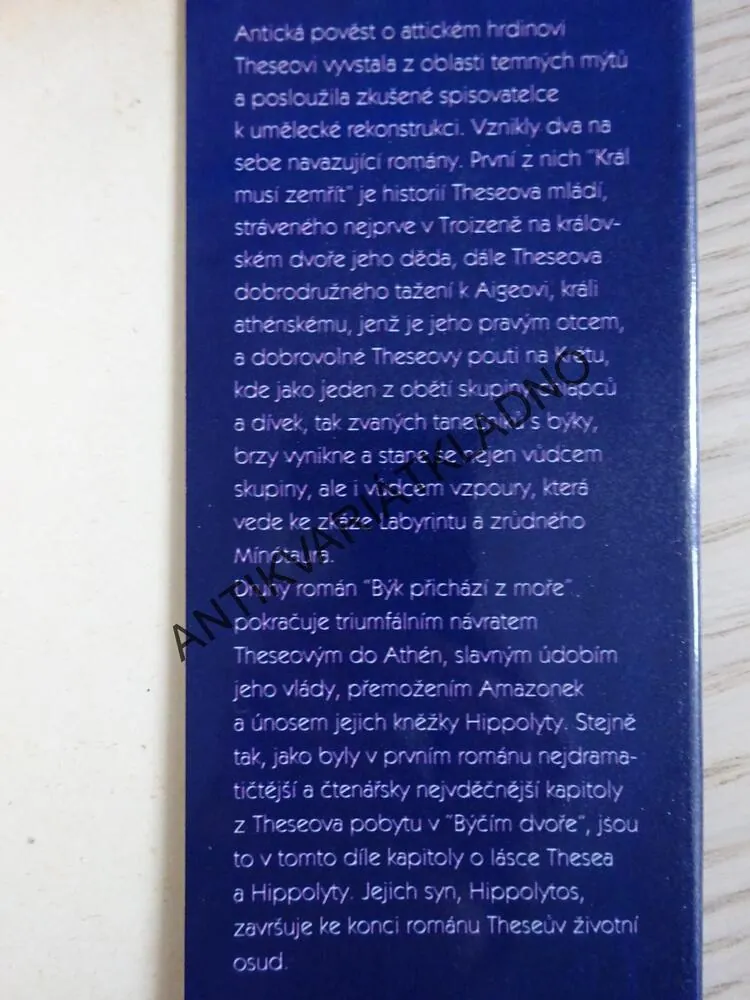 Antická pověst o attickém hrdinovi
Theseovi vyvstala z oblasti temných mýtů
a posloužila zkušené spisovatelce
k umělecké rekonstrukci. Vznikly dva na
sebe navazující romány. První z nich "Král
musí zemřít" je historií Theseova mládí,
stráveného nejprve v Troizeně na králov-
ském dvoře jeho děda, dále Theseova
dobrodružného tažení k Aigeovi, králi
athénskému, jenž je jeho pravým otcem,
a dobrovolné Theseovy pouti na Krétu,
kde jako jeden z obětí skupiny chlapců
a dívek, tak zvaných tanečníků s býky,
brzy vynikne a stane se nejen vůdcem
skupiny, ale i vůdcem vzpoury, která
vede ke zkáze Labyrintu a zrůdného
Mínótaura.
Druhý román "Býk přichází z moře"
pokračuje triumfálním návratem
Theseovým do Athén, slavným údobím
jeho vlády, přemožením Amazonek
a únosem jejich kněžky Hippolyty. Stejně
tak, jako byly v prvním románu nejdrama-
tičtější a čtenářsky nejvděčnější kapitoly
z Theseova pobytu v "Býčím dvoře", jsou
to v tomto díle kapitoly o lásce Thesea
a Hippolyty. Jejich syn, Hippolytos,
završuje ke konci románu Theseův životní
osud.
ANTIKVARIÁTKLADNO